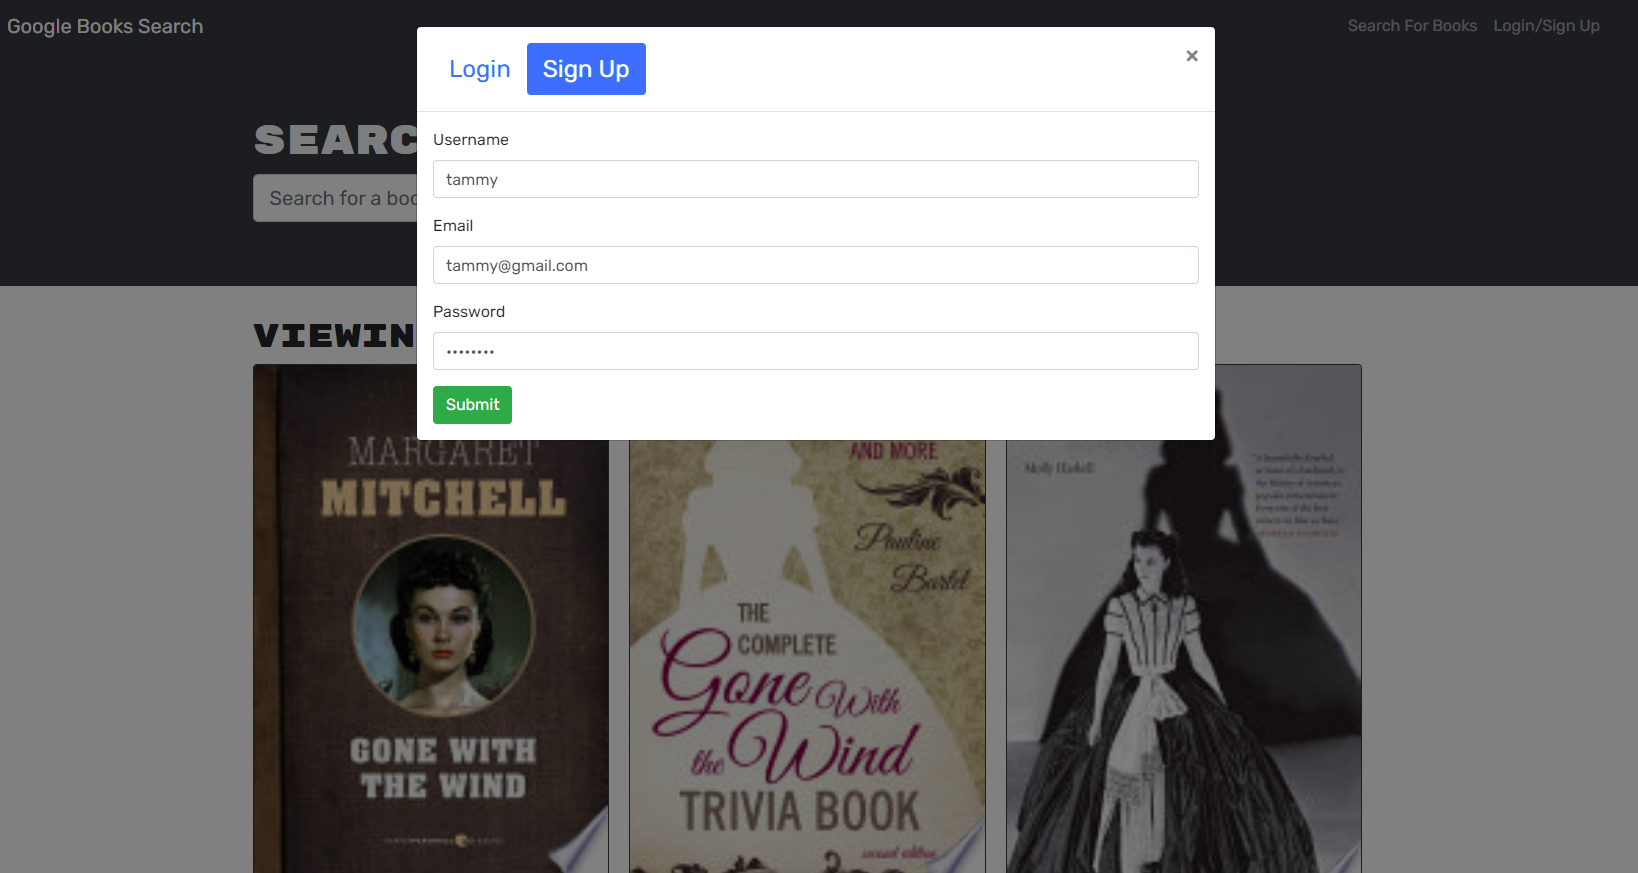 Google Books Search
Search For Books
Login/Sign Up
Login
Sign Up
×
Username
tammy
Email
tammy@gmail.com
Password
••••••••
Submit
SEARC
Search for a boo
VIEWIN
MARGARET
MITCHELL
GONE WITH
THE WIND
AND MORE
Pauline
Bartel
THE
COMPLETE
Gone With
the Wind
TRIVIA BOOK
second edition
Molly Haskell